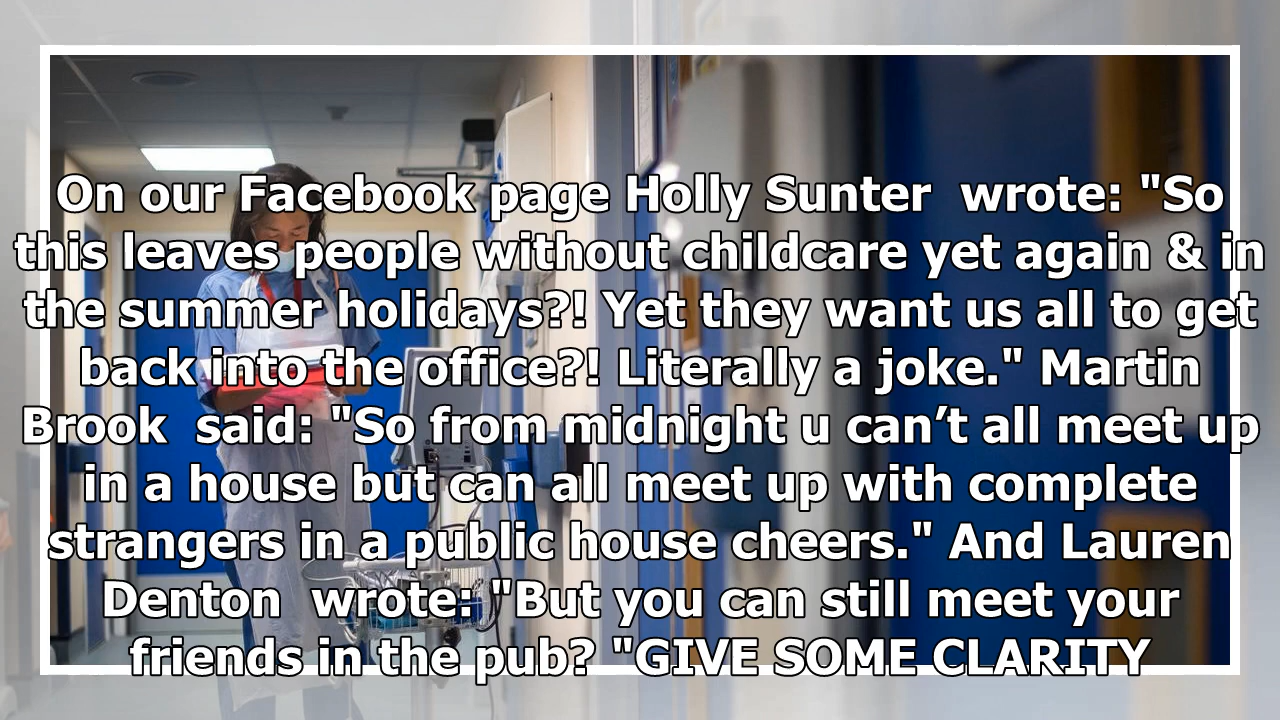 On our Facebook page Holly Sunter  wrote: "So
this leaves people without childcare yet again & in
the summer holidays?! Yet they want us all to get
back into the office?! Literally a joke." Martin
Brook  said: "So from midnight u can’t all meet up
in a house but can all meet up with complete
strangers in a public house cheers." And Lauren
Denton  wrote: "But you can still meet your
friends in the pub? "GIVE SOME CLARITY